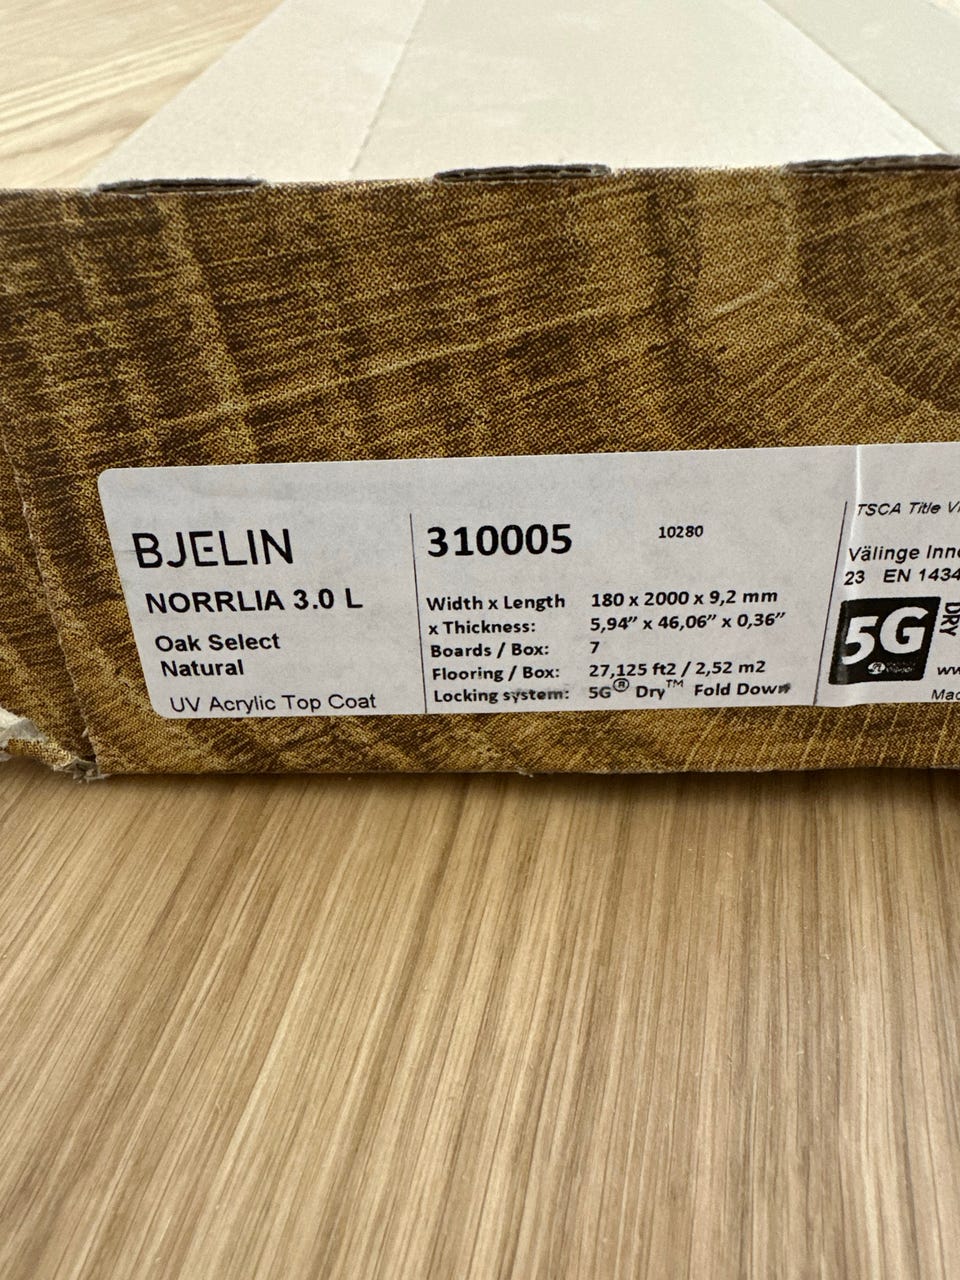 BJELIN
NORRLIA 3.0 L
Oak Select
Natural
UV Acrylic Top Coat
310005 10280
Width x Length 180 x 2000 x 9,2 mm
x Thickness: 5,94” x 46,06” x 0,36”
Boards / Box: 7
Flooring / Box: 27,125 ft2 / 2,52 m2
Locking system: 5G® Dry™ Fold Down
TSCA Title
Välinge
23 EN
5G
DRY